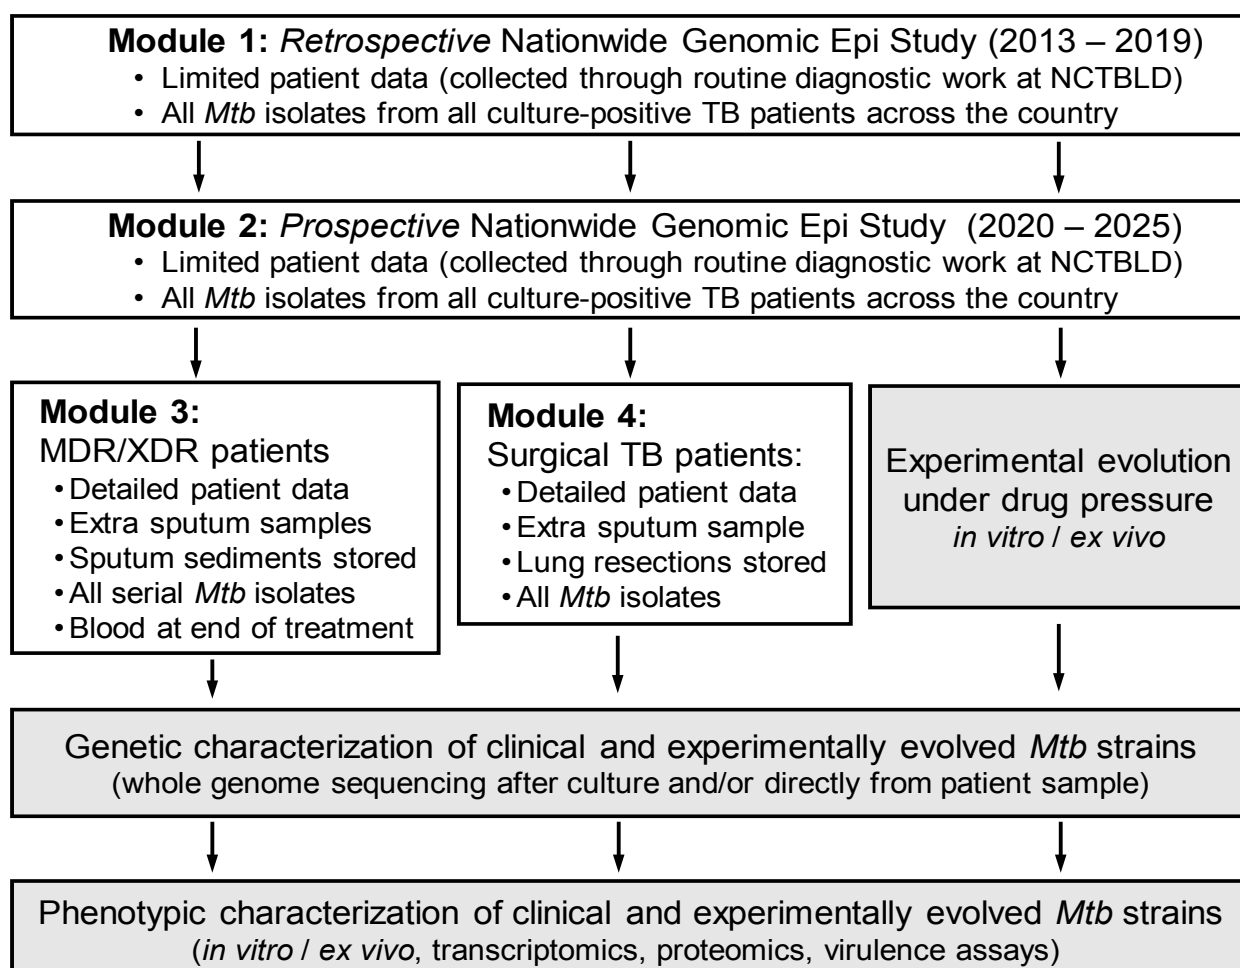 Module 1: Retrospective Nationwide Genomic Epi Study (2013 – 2019)
• Limited patient data (collected through routine diagnostic work at NCTBLD)
• All Mtb isolates from all culture-positive TB patients across the country
Module 2: Prospective Nationwide Genomic Epi Study (2020 – 2025)
• Limited patient data (collected through routine diagnostic work at NCTBLD)
• All Mtb isolates from all culture-positive TB patients across the country
Module 3:
MDR/XDR patients
• Detailed patient data
• Extra sputum samples
• Sputum sediments stored
• All serial Mtb isolates
• Blood at end of treatment
Module 4:
Surgical TB patients:
• Detailed patient data
• Extra sputum sample
• Lung resections stored
• All Mtb isolates
Experimental evolution
under drug pressure
in vitro / ex vivo
Genetic characterization of clinical and experimentally evolved Mtb strains
(whole genome sequencing after culture and/or directly from patient sample)
Phenotypic characterization of clinical and experimentally evolved Mtb strains
(in vitro / ex vivo, transcriptomics, proteomics, virulence assays)